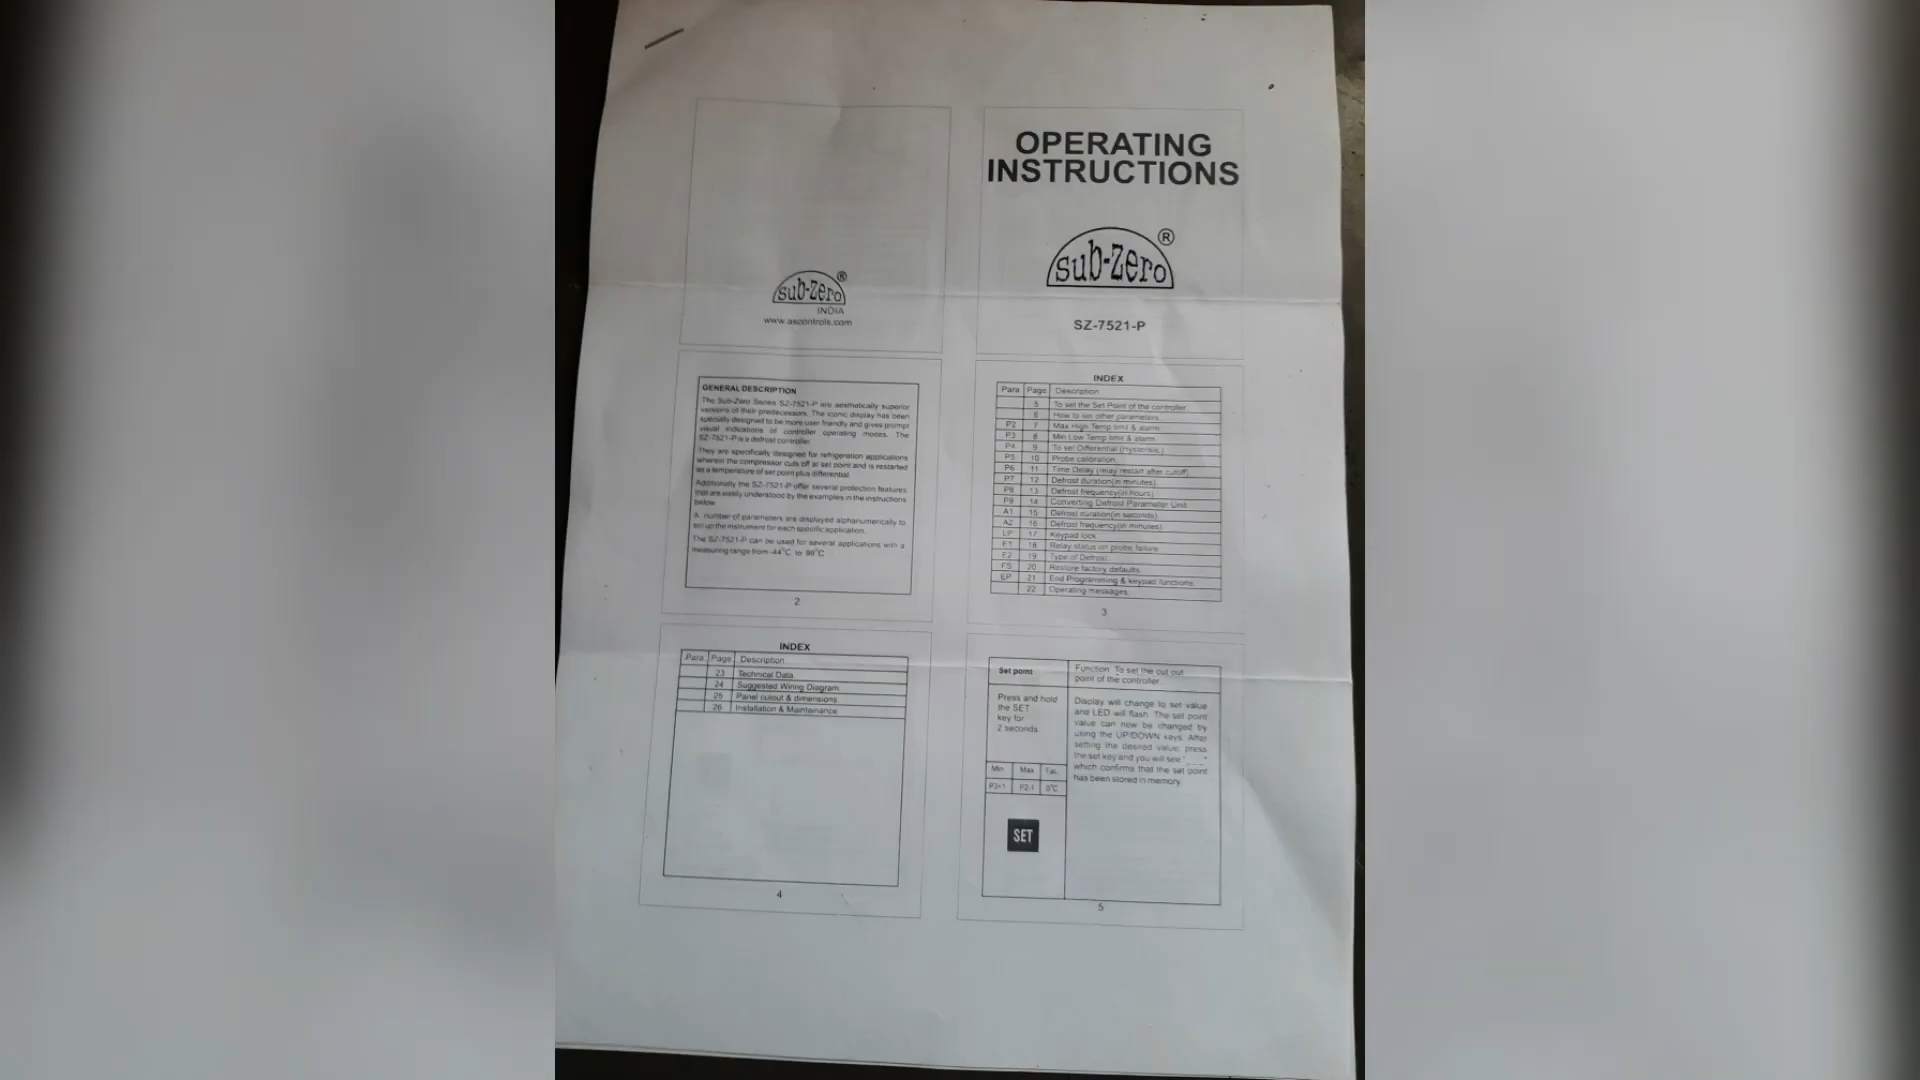 sub-zero®
INDIA
www.ascontrols.com
OPERATING
INSTRUCTIONS
sub-zero®
SZ-7521-P
GENERAL DESCRIPTION
The Sub-Zero Series SZ-7521-P are aesthatically superior
versions of their predecessors. The iconic display has been
specially designed to be more user friendly and gives prompt
visual indications of controller operating modes. The
SZ-7521-P is a defrost controller.
They are specifically designed for refrigeration applications
wherein the compressor cuts off at set point and is restarted
as a temperature of set point plus differential.
Additionally the SZ-7521-P offer several protection features
that are easily understood by the examples in the instructions
below.
A number of parameters are displayed alphanumerically to
set up the instrument for each specific application.
The SZ-7521-P can be used for several applications with a
measuring range from -44°C to 99°C
2
INDEX
Para Page Description
5 To set the Set Point of the controller.
6 How to set other parameters.
P2 7 Max High Temp limit & alarm.
P3 8 Min Low Temp limit & alarm.
P4 9 To set Differential (Hysterisis.)
P5 10 Probe calibration.
P6 11 Time Delay (relay restart after cutoff)
P7 12 Defrost duration(in minutes).
P8 13 Defrost frequency(in hours).
P9 14 Converting Defrost Parameter Unit
A1 15 Defrost duration(in seconds).
A2 16 Defrost frequency(in minutes).
LP 17 Keypad lock
E1 18 Relay status on probe failure.
E2 19 Type of Defrost.
FS 20 Restore factory defaults.
EP 21 End Programming & keypad functions.
22 Operating messages.
3
INDEX
Para Page Description
23 Technical Data.
24 Suggested Wiring Diagram.
25 Panel cutout & dimensions.
26 Installation & Maintainance
4
Set point
Function: To set the cut out
point of the controller.
Press and hold
the SET
key for
2 seconds
Min Max Fac.
P3+1 P2-1 0°C
SET
Display will change to set value
and LED will flash. The set point
value can now be changed by
using the UP/DOWN keys. After
setting the desired value, press
the set key and you will see "_ _ _"
which confirms that the set point
has been stored in memory.
5